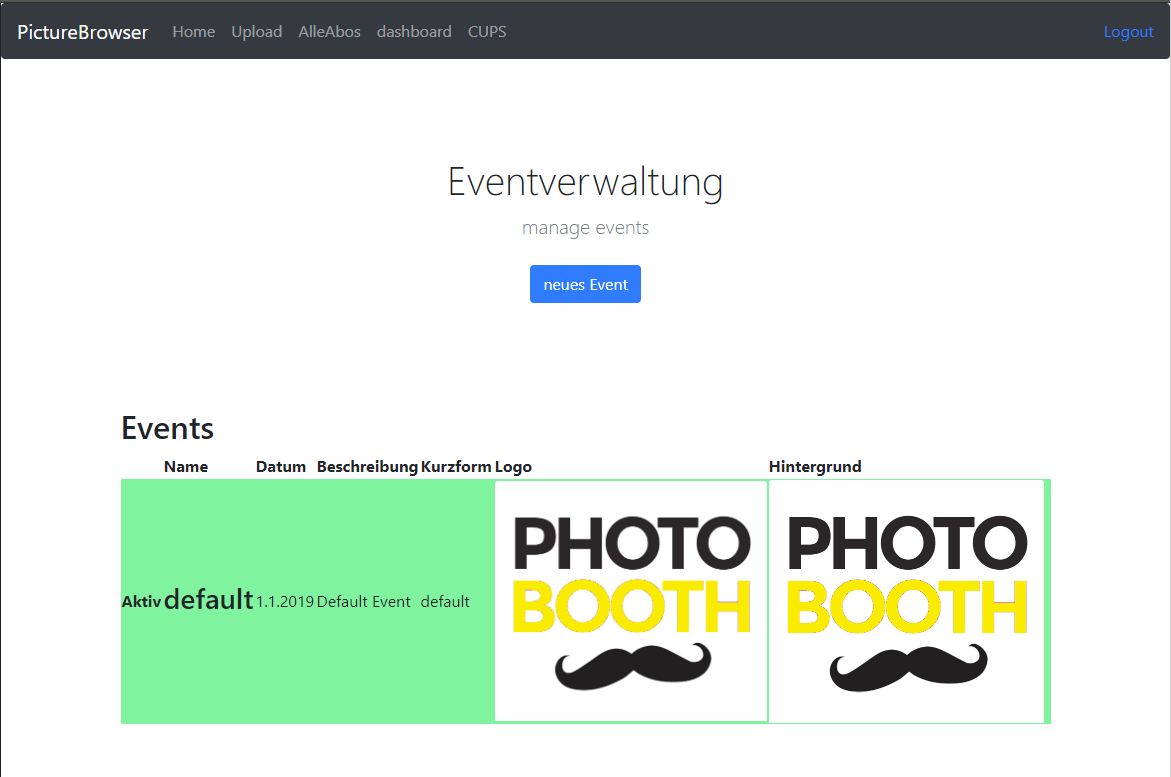 PictureBrowser Home Upload AlleAbos dashboard CUPS Logout
Eventverwaltung
manage events
neues Event
Events
Name Datum Beschreibung Kurzform Logo Hintergrund
Aktiv default 1.1.2019 Default Event default
PHOTO
BOOTH
PHOTO
BOOTH